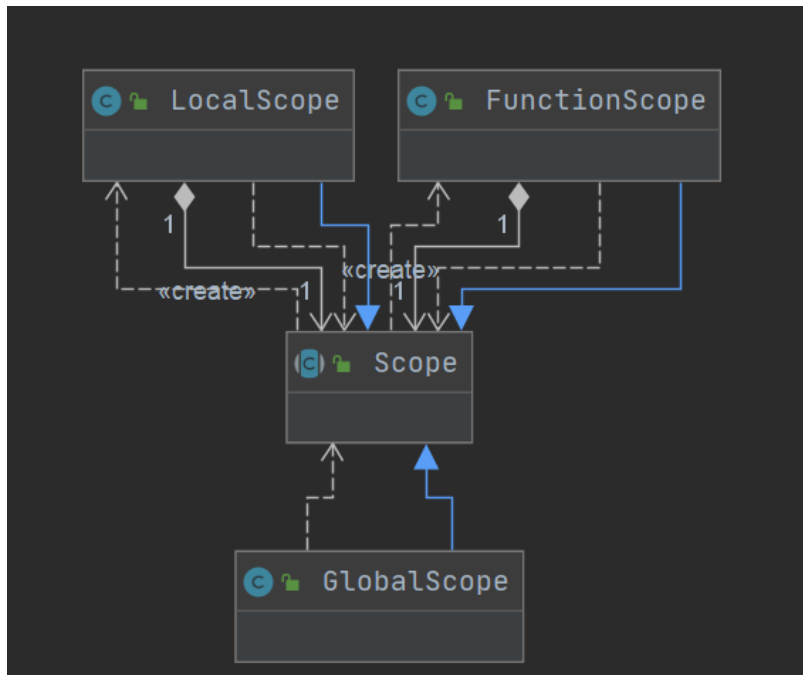 C LocalScope
C FunctionScope
1
1
«create»
«create»
1
1
C Scope
C GlobalScope